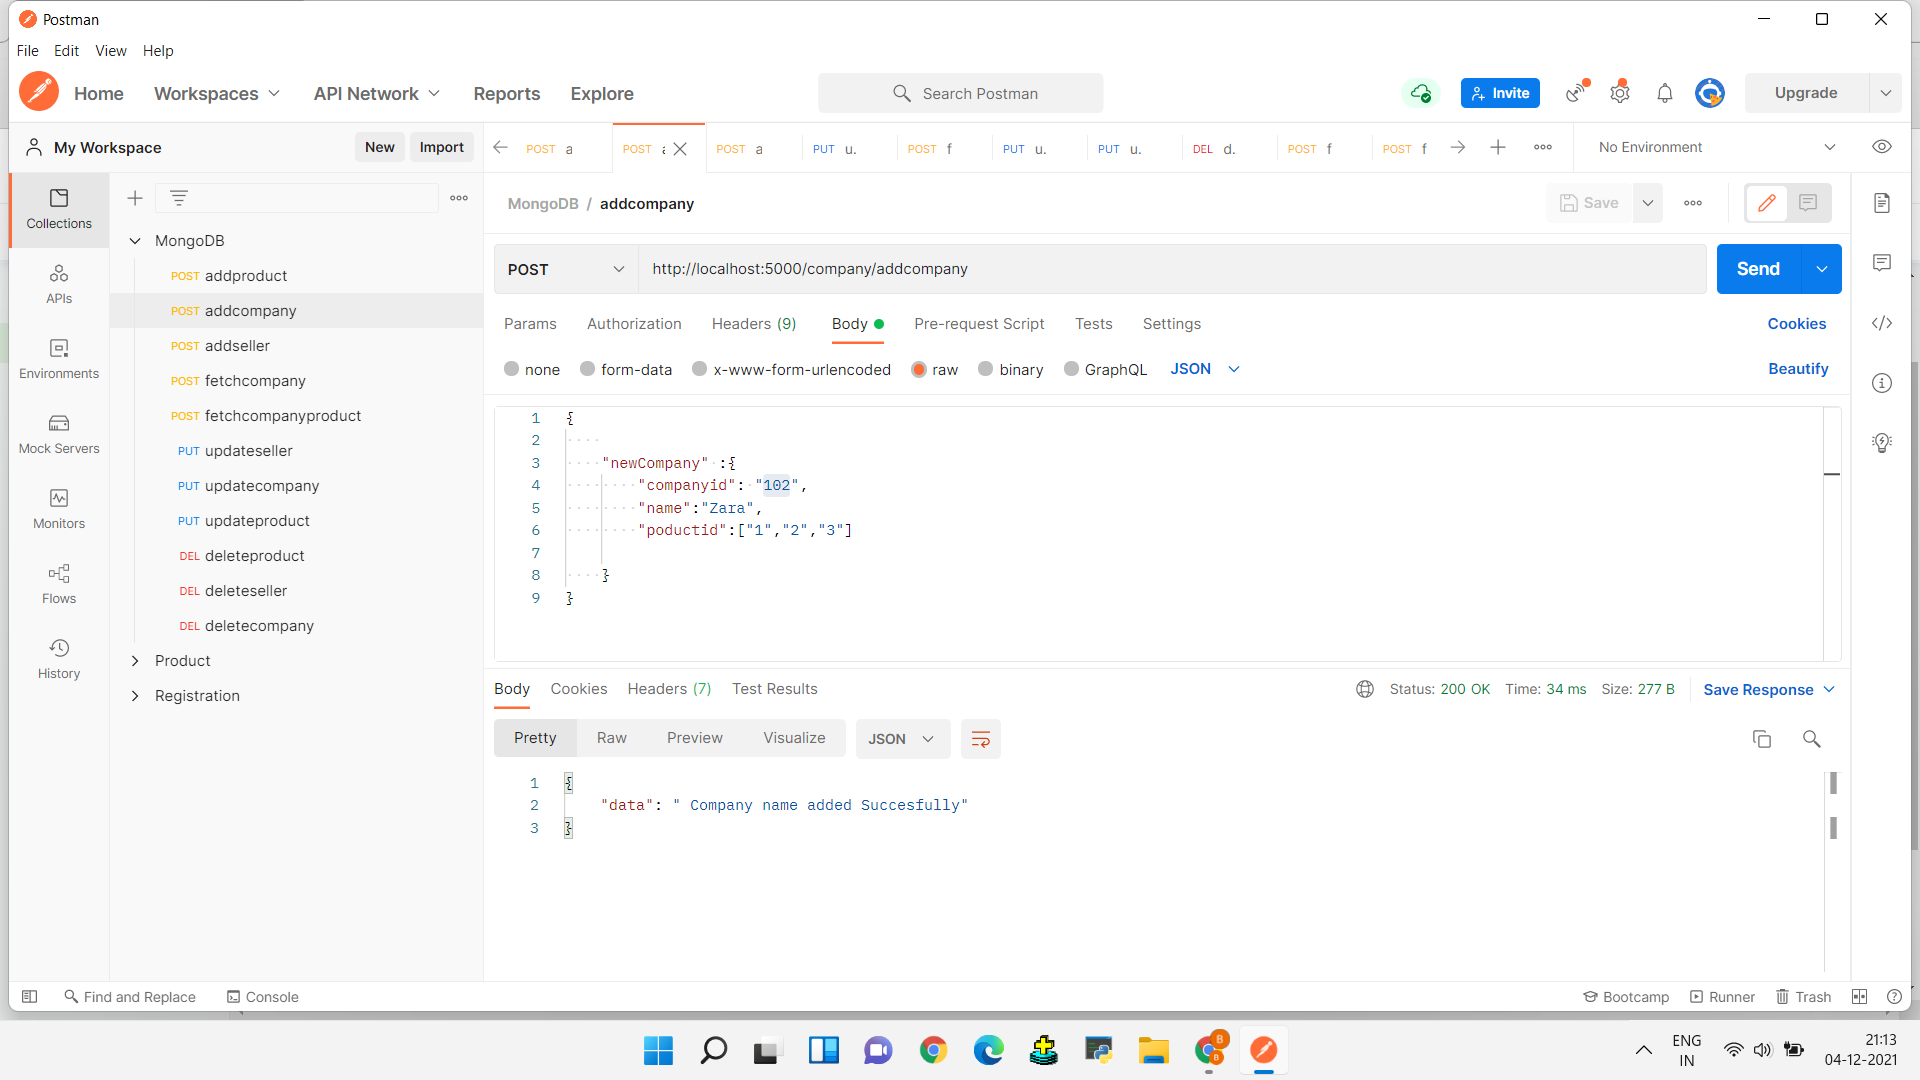 Postman
File Edit View Help
Home Workspaces API Network Reports Explore Search Postman Invite Upgrade
My Workspace New Import
POST a POST POST a PUT u. POST f PUT u. PUT u. DEL d. POST f POST f No Environment
Collections
APIs
Environments
Mock Servers
Monitors
Flows
History
MongoDB
POST addproduct
POST addcompany
POST addseller
POST fetchcompany
POST fetchcompanyproduct
PUT updateseller
PUT updatecompany
PUT updateproduct
DEL deleteproduct
DEL deleteseller
DEL deletecompany
Product
Registration
MongoDB / addcompany Save
POST http://localhost:5000/company/addcompany Send
Params Authorization Headers (9) Body Pre-request Script Tests Settings Cookies
none form-data x-www-form-urlencoded raw binary GraphQL JSON Beautify
1 {
2
3 "newCompany" :{
4 "companyid": "102",
5 "name":"Zara",
6 "poductid":["1","2","3"]
7
8 }
9 }
Body Cookies Headers (7) Test Results Status: 200 OK Time: 34 ms Size: 277 B Save Response
Pretty Raw Preview Visualize JSON
1 {
2 "data": " Company name added Succesfully"
3 }
Find and Replace Console Bootcamp Runner Trash
ENG
IN
21:13
04-12-2021